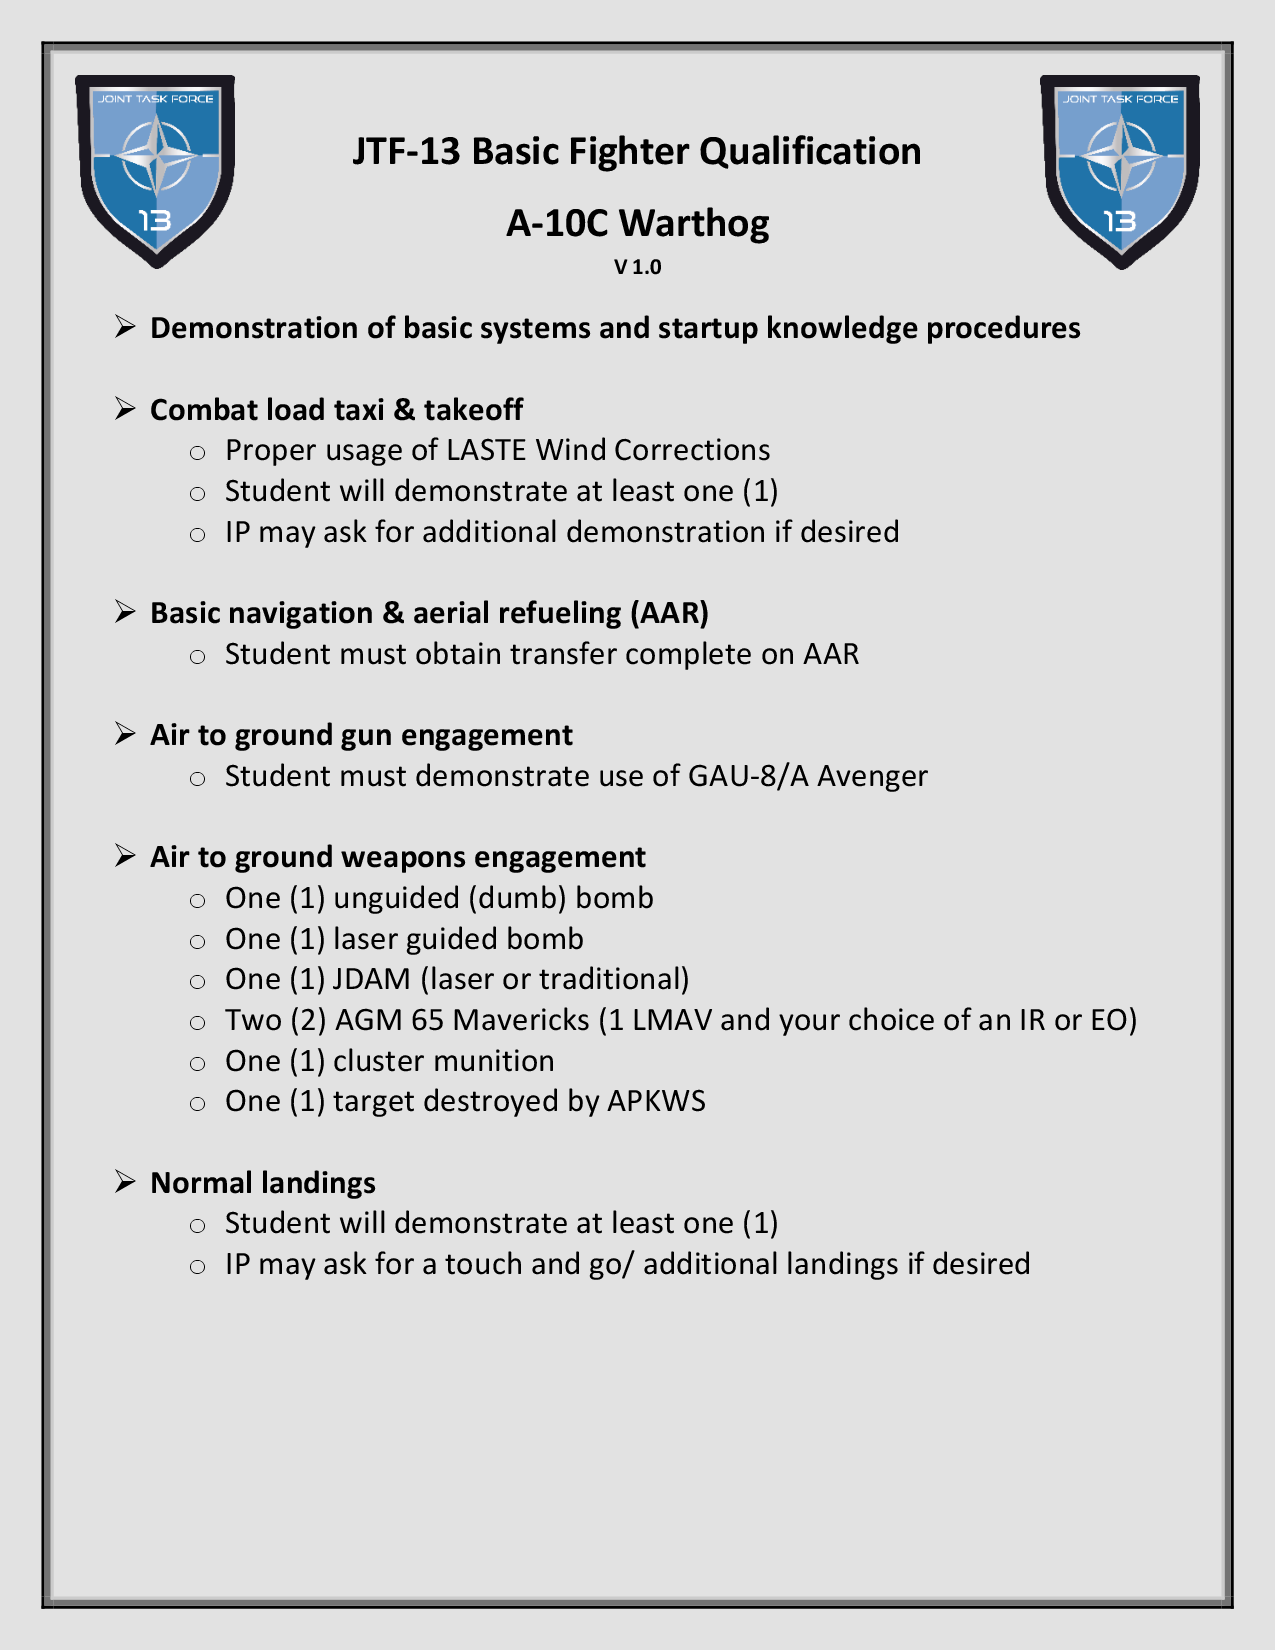 JOINT TASK FORCE
13
JOINT TASK FORCE
13
JTF-13 Basic Fighter Qualification
A-10C Warthog
V 1.0
➢ Demonstration of basic systems and startup knowledge procedures
➢ Combat load taxi & takeoff
o Proper usage of LASTE Wind Corrections
o Student will demonstrate at least one (1)
o IP may ask for additional demonstration if desired
➢ Basic navigation & aerial refueling (AAR)
o Student must obtain transfer complete on AAR
➢ Air to ground gun engagement
o Student must demonstrate use of GAU-8/A Avenger
➢ Air to ground weapons engagement
o One (1) unguided (dumb) bomb
o One (1) laser guided bomb
o One (1) JDAM (laser or traditional)
o Two (2) AGM 65 Mavericks (1 LMAV and your choice of an IR or EO)
o One (1) cluster munition
o One (1) target destroyed by APKWS
➢ Normal landings
o Student will demonstrate at least one (1)
o IP may ask for a touch and go/ additional landings if desired